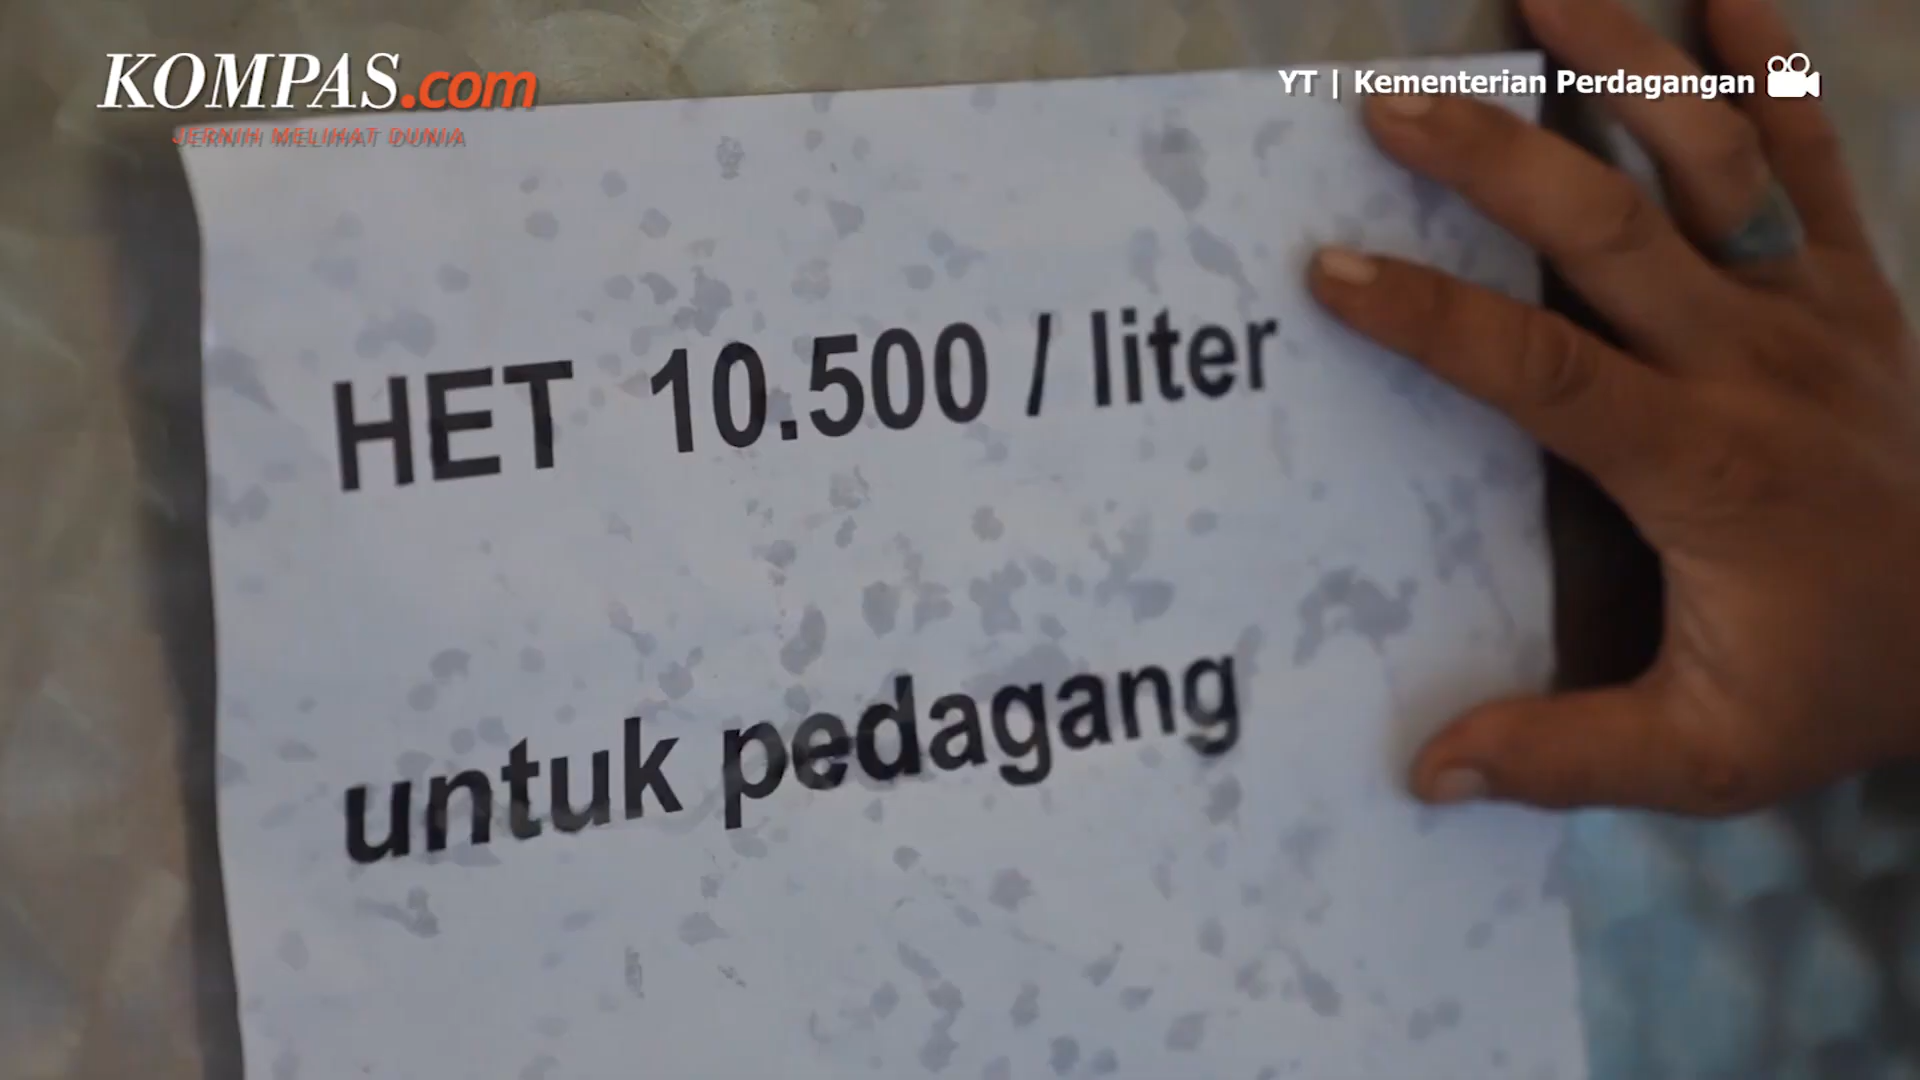 KOMPAS.com
JERNIH MELIHAT DUNIA
YT | Kementerian Perdagangan
HET 10.500 / liter
untuk pedagang